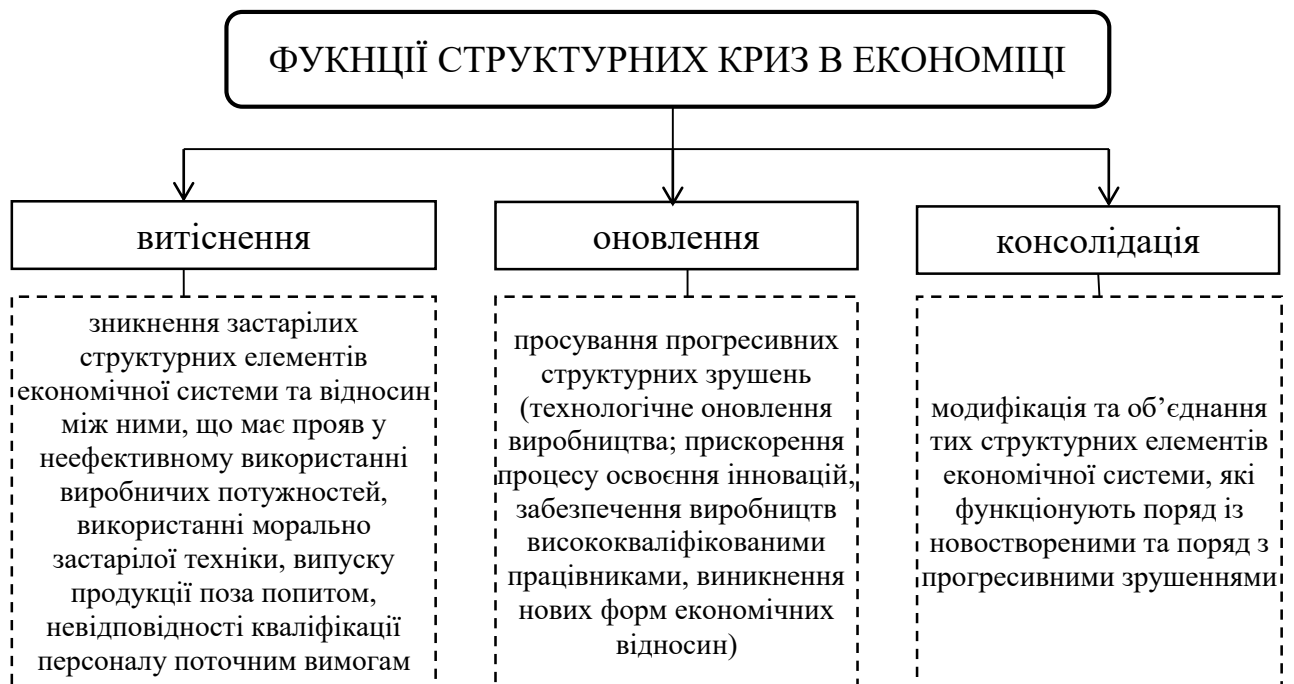 ФУКНЦІЇ СТРУКТУРНИХ КРИЗ В ЕКОНОМІЦІ
витіснення
зникнення застарілих
структурних елементів
економічної системи та відносин
між ними, що має прояв у
неефективному використанні
виробничих потужностей,
використанні морально
застарілої техніки, випуску
продукції поза попитом,
невідповідності кваліфікації
персоналу поточним вимогам
оновлення
просування прогресивних
структурних зрушень
(технологічне оновлення
виробництва; прискорення
процесу освоєння інновацій,
забезпечення виробництв
висококваліфікованими
працівниками, виникнення
нових форм економічних
відносин)
консолідація
модифікація та об’єднання
тих структурних елементів
економічної системи, які
функціонують поряд із
новоствореними та поряд з
прогресивними зрушеннями